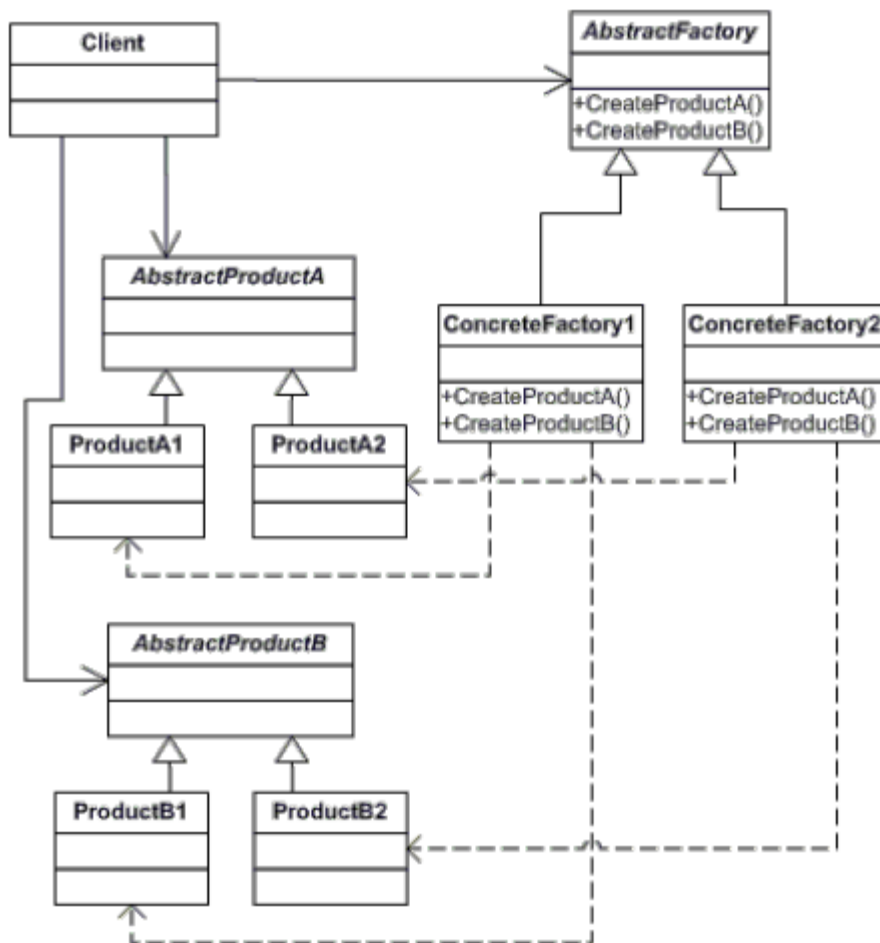 Client
AbstractFactory
+CreateProductA()
+CreateProductB()
AbstractProductA
ConcreteFactory1
+CreateProductA()
+CreateProductB()
ConcreteFactory2
+CreateProductA()
+CreateProductB()
ProductA1
ProductA2
AbstractProductB
ProductB1
ProductB2